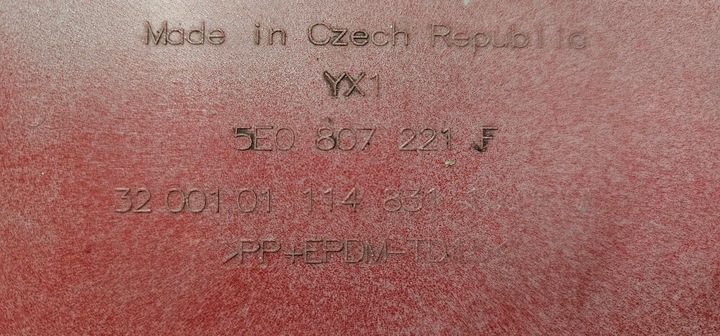 Made in Czech Republic
YX1
5E0 807 221 F
32 001 01 114 831
>PP+EPDM-TD